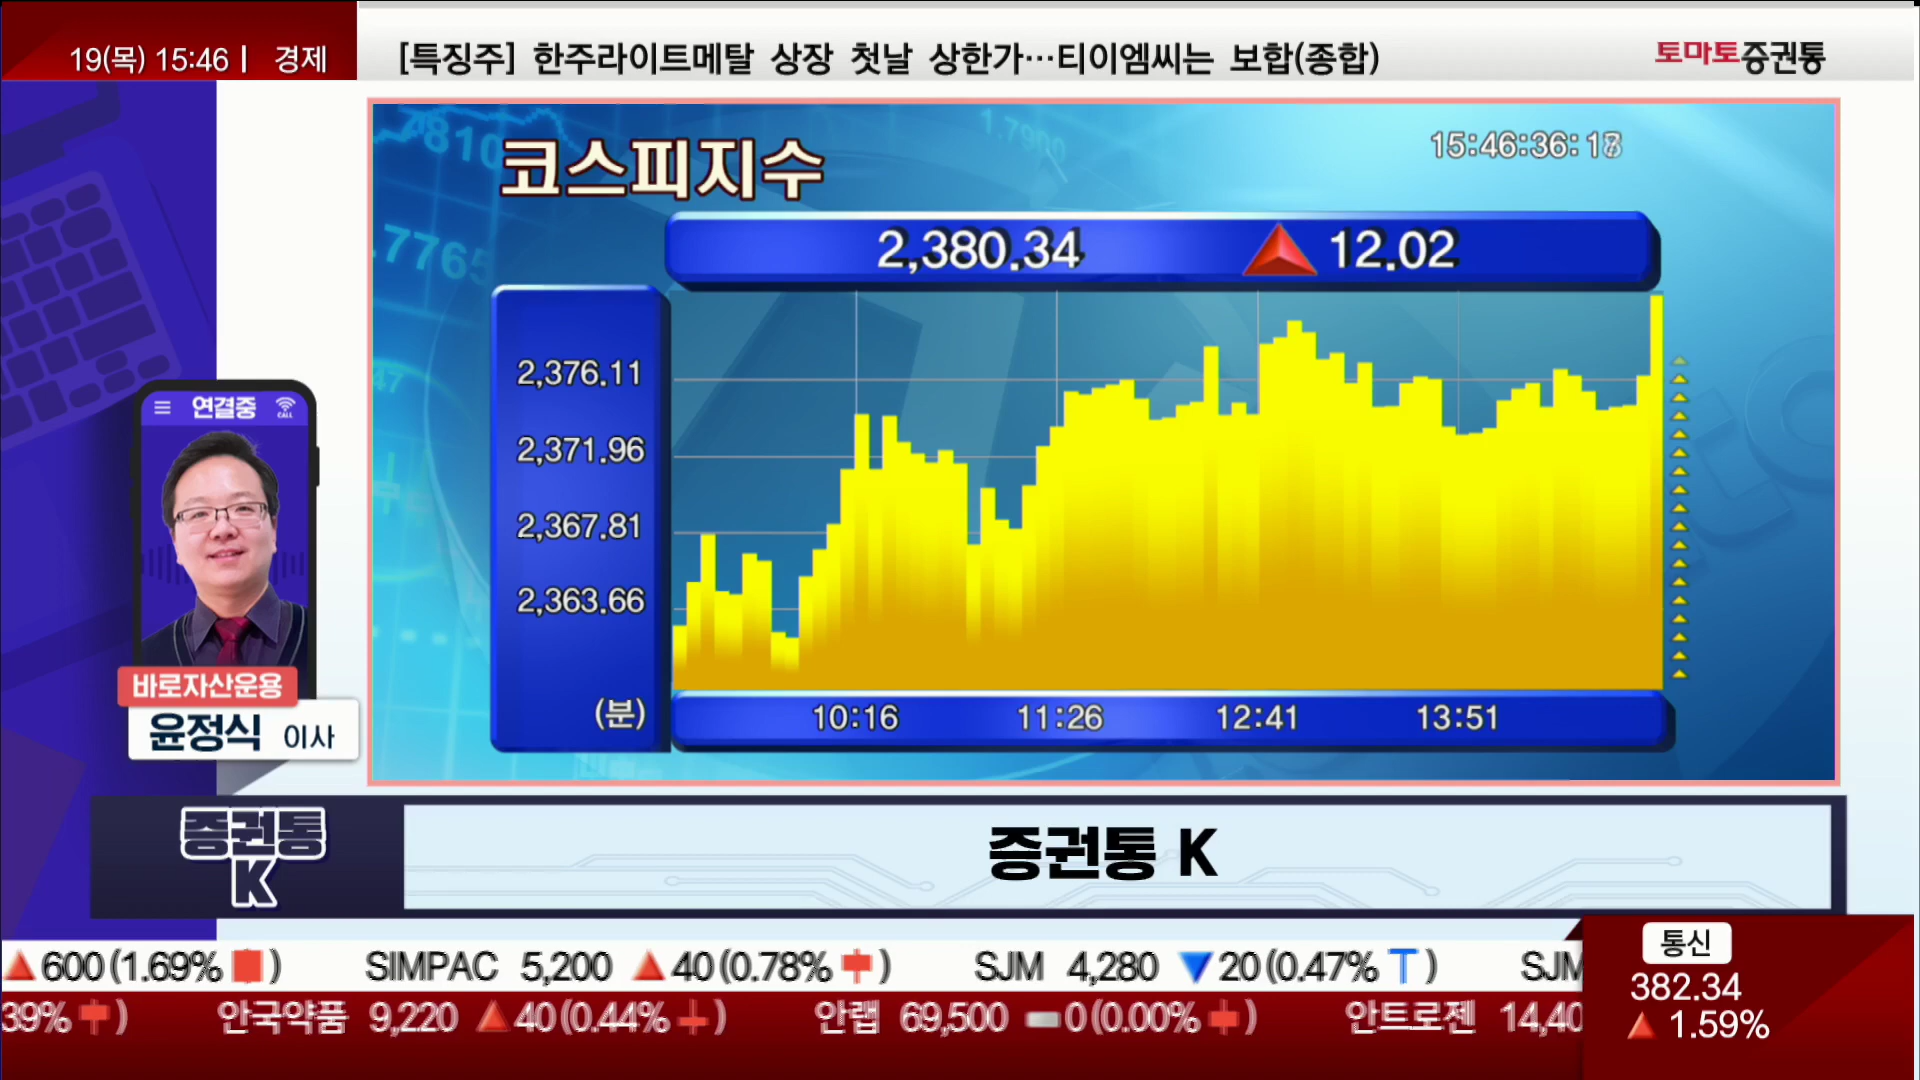 19(목) 15:46 | 경제
[특징주] 한주라이트메탈 상장 첫날 상한가…티이엠씨는 보합(종합)
토마토증권통
코스피지수
15:46:36:1
2,380.34 ▲ 12.02
2,376.11
2,371.96
2,367.81
2,363.66
(분)
10:16 11:26 12:41 13:51
연결중
CALL
바로자산운용
윤정식 이사
증권통
K
증권통 K
▲600(1.69%) SIMPAC 5,200 ▲40(0.78%) SJM 4,280 ▼20(0.47%) SJM
39%) 안국약품 9,220 ▲40(0.44%) 안랩 69,500 0(0.00%) 안트로젠 14,40
통신
382.34
▲ 1.59%